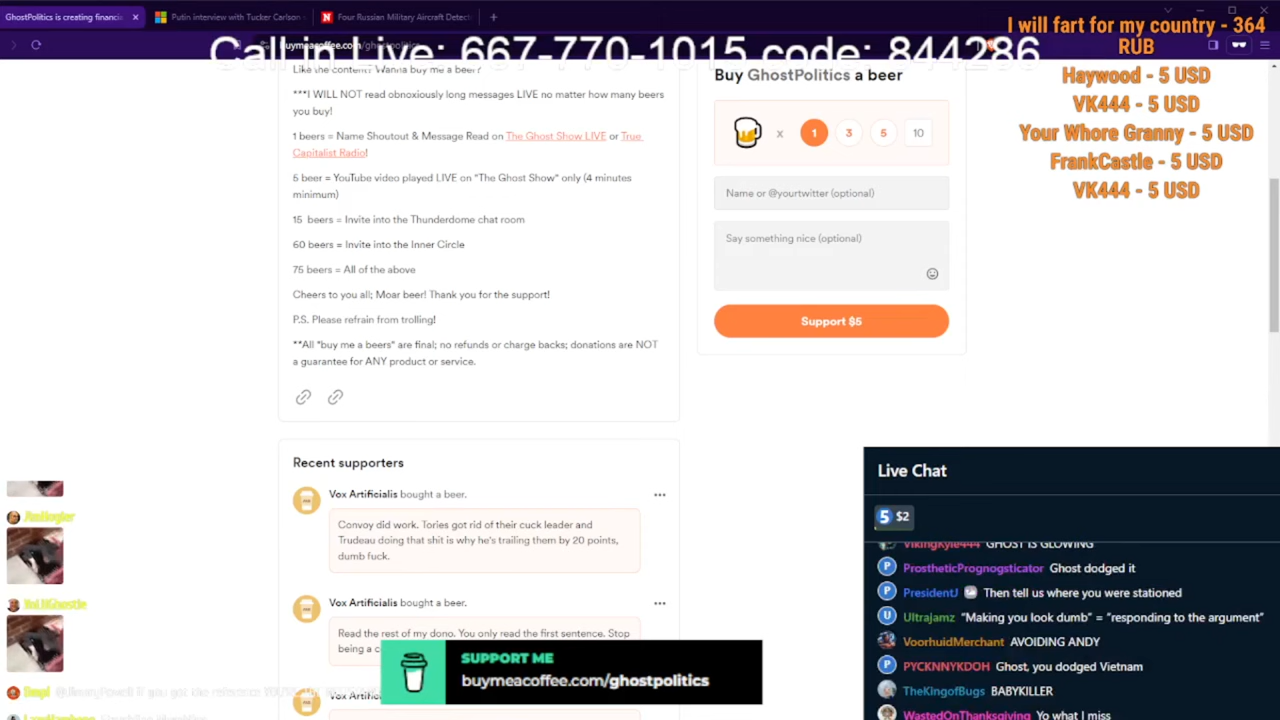 GhostPolitics is creating financi
Putin interview with Tucker Carlson
Four Russian Military Aircraft Detect
Call in Live: 667-770-1015 code: 844286
buymeacoffee.com/ghostpolitics
I will fart for my country - 364
RUB
Haywood - 5 USD
VK444 - 5 USD
Your Whore Granny - 5 USD
FrankCastle - 5 USD
VK444 - 5 USD
Like the content? Wanna buy me a beer?
***I WILL NOT read obnoxiously long messages LIVE no matter how many beers
you buy!
1 beers = Name Shoutout & Message Read on The Ghost Show LIVE or True
Capitalist Radio!
5 beer = YouTube video played LIVE on "The Ghost Show" only (4 minutes
minimum)
15 beers = Invite into the Thunderdome chat room
60 beers = Invite into the Inner Circle
75 beers = All of the above
Cheers to you all; Moar beer! Thank you for the support!
P.S. Please refrain from trolling!
**All "buy me a beers" are final; no refunds or charge backs; donations are NOT
a guarantee for ANY product or service.
Buy GhostPolitics a beer
x 1 3 5 10
Name or @yourtwitter (optional)
Say something nice (optional)
Support $5
Recent supporters
Vox Artificialis bought a beer.
Convoy did work. Tories got rid of their cuck leader and
Trudeau doing that shit is why he's trailing them by 20 points,
dumb fuck.
Vox Artificialis bought a beer.
Read the rest of my dono. You only read the first sentence. Stop
being a c
Vox Artifi
SUPPORT ME
buymeacoffee.com/ghostpolitics
Live Chat
5 $2
VikingKyle444 GHOST IS GLOWING
P ProstheticPrognogsticator Ghost dodged it
P PresidentJ Then tell us where you were stationed
U Ultrajamz "Making you look dumb" = "responding to the argument"
VoorhuidMerchant AVOIDING ANDY
P PYCKNNYKDOH Ghost, you dodged Vietnam
TheKingofBugs BABYKILLER
WastedOnThanksgiving Yo what I miss